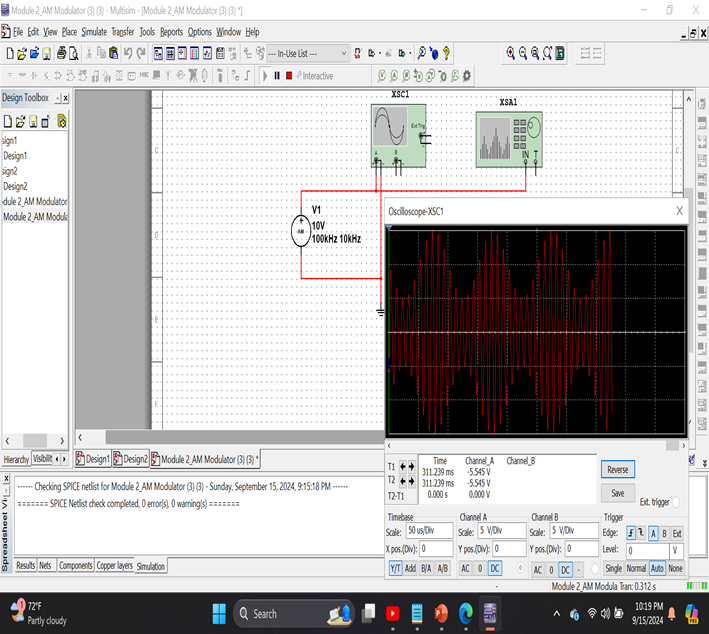 Module 2_AM Modulator (3) (3) - Multisim - [Module 2_AM Modulator (3) (3) *]
File Edit View Place Simulate Transfer Tools Reports Options Window Help
--- In-Use List ---
Interactive
Design Toolbox
sign1
Design1
sign2
Design2
dule 2_AM Modulator
Module 2_AM Modula
Hierarchy Visibilit
XSC1
Ext Trig
A
B
XSA1
IN T
V1
AM
10V
100kHz 10kHz
C
D
E
F
Oscilloscope-XSC1
Time Channel_A Channel_B
T1 311.239 ms -5.545 V
T2 311.239 ms -5.545 V
T2-T1 0.000 s 0.000 V
Reverse
Save
Ext. trigger
Timebase Channel A Channel B Trigger
Scale: 50 us/Div Scale: 5 V/Div Scale: 5 V/Div Edge: A B Ext
X pos.(Div): 0 Y pos.(Div): 0 Y pos.(Div): 0 Level: 0 V
Y/T Add B/A A/B AC 0 DC AC 0 DC - Single Normal Auto None
Design1 Design2 Module 2_AM Modulator (3) (3) *
------ Checking SPICE netlist for Module 2_AM Modulator (3) (3) - Sunday, September 15, 2024, 9:15:18 PM ------
======= SPICE Netlist check completed, 0 error(s), 0 warning(s) =======
Spreadsheet Vi
Results Nets Components Copper layers Simulation
Module 2_AM Modula Tran: 0.312 s
72°F
Partly cloudy
Search
10:19 PM
9/15/2024